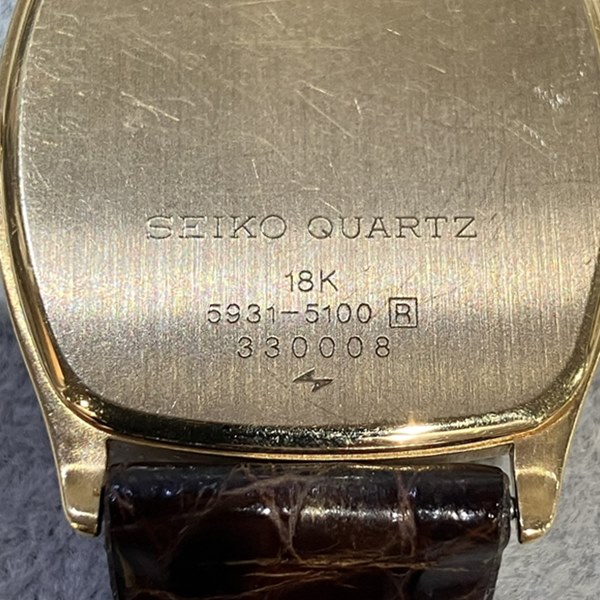 SEIKO QUARTZ
18K
5931-5100 R
330008